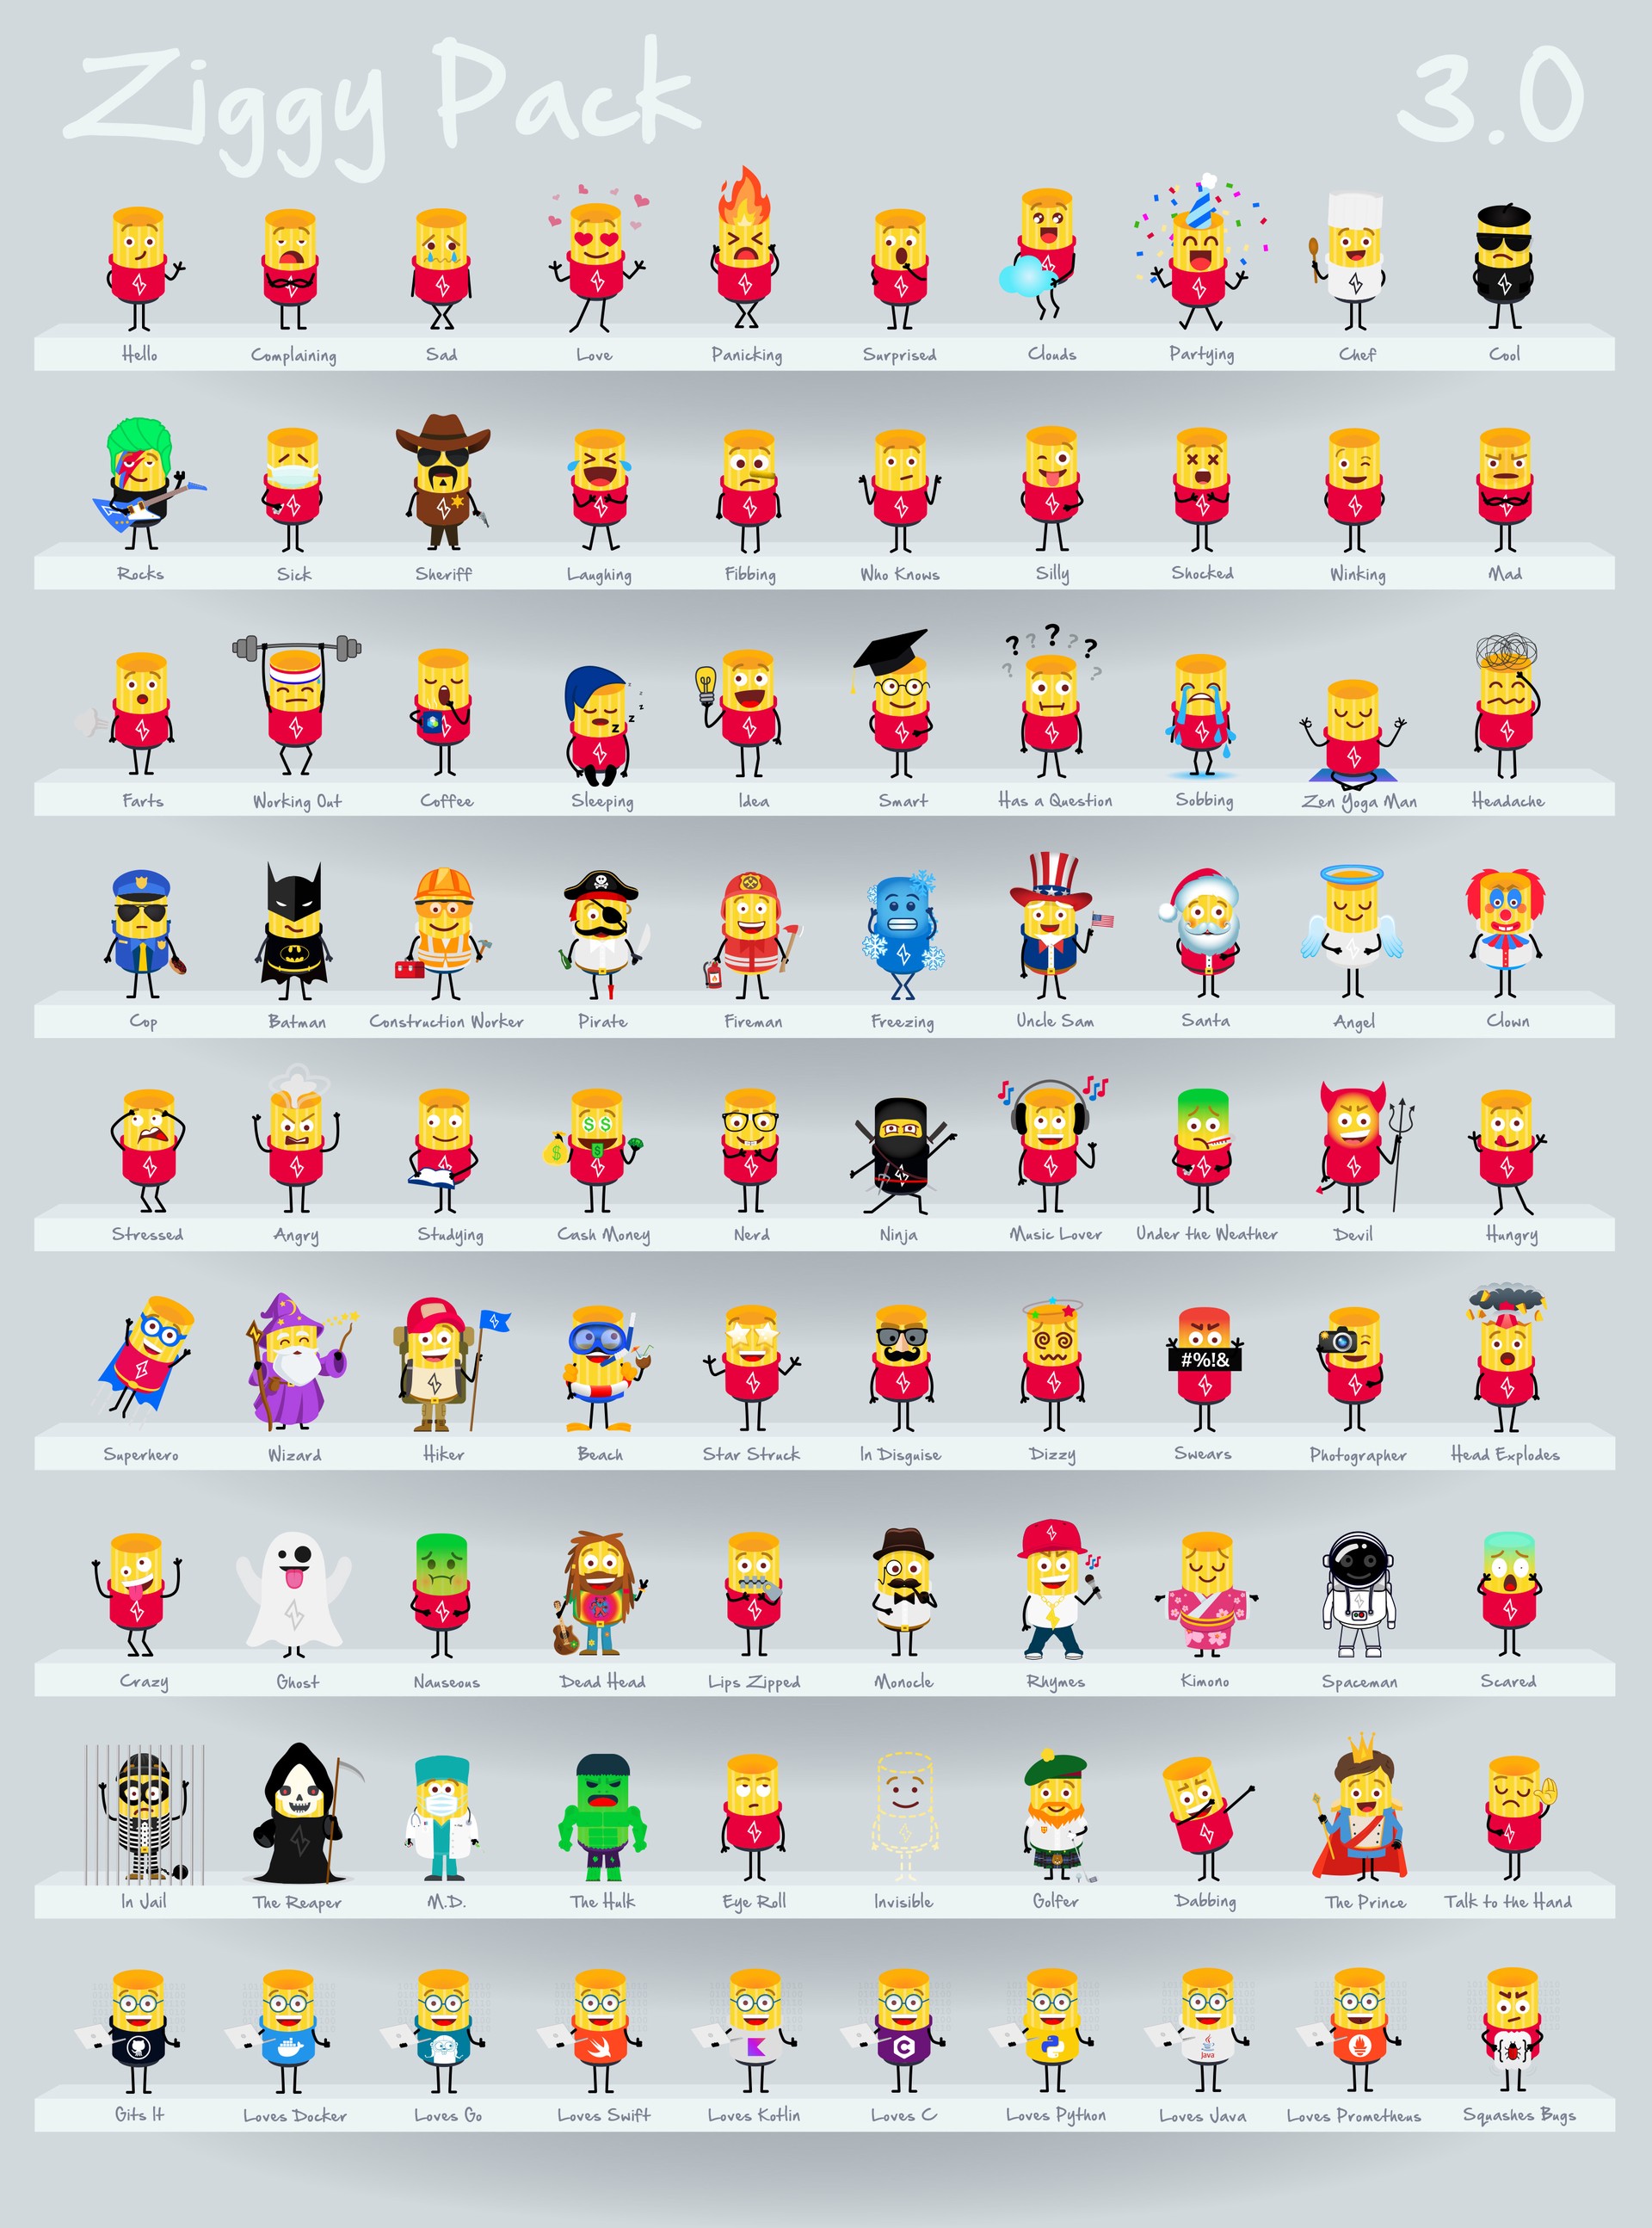 Ziggy Pack 3.0
Hello Complaining Sad Love Panicking Surprised Clouds Partying Chef Cool
Rocks Sick Sheriff Laughing Fibbing Who Knows Silly Shocked Winking Mad
z z z z z
? ? ? ? ? ? ?
Farts Working Out Coffee Sleeping Idea Smart Has a Question Sobbing Zen Yoga Man Headache
Cop Batman Construction Worker Pirate Fireman Freezing Uncle Sam Santa Angel Clown
$ $ $ $
Stressed Angry Studying Cash Money Nerd Ninja Music Lover Under the Weather Devil Hungry
#%!&
Superhero Wizard Hiker Beach Star Struck In Disguise Dizzy Swears Photographer Head Explodes
Crazy Ghost Nauseous Dead Head Lips Zipped Monocle Rhymes Kimono Spaceman Scared
In Jail The Reaper M.D. The Hulk Eye Roll Invisible Golfer Dabbing The Prince Talk to the Hand
C Java
Gits It Loves Docker Loves Go Loves Swift Loves Kotlin Loves C Loves Python Loves Java Loves Prometheus Squashes Bugs